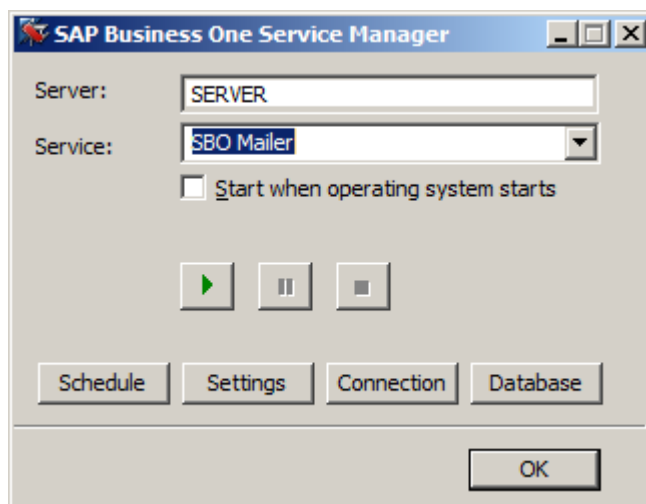 SAP Business One Service Manager
Server: SERVER
Service: SBO Mailer
Start when operating system starts
Schedule Settings Connection Database
OK